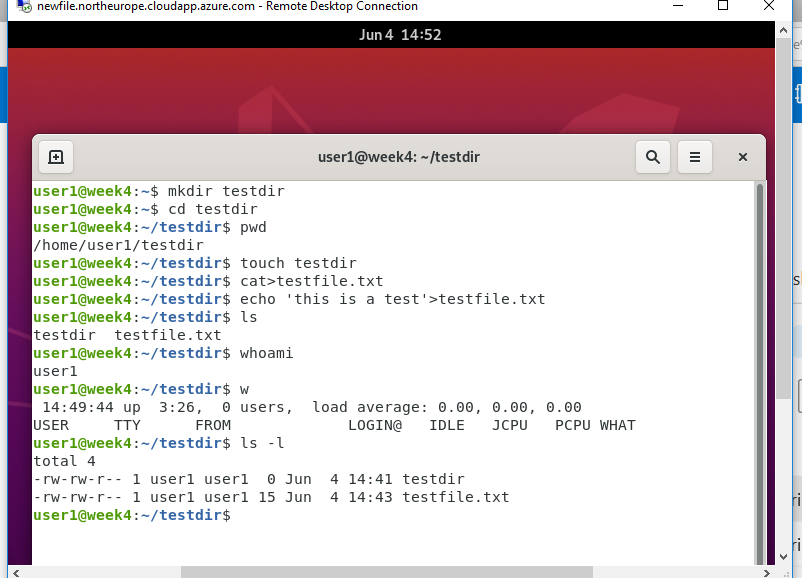 newfile.northeurope.cloudapp.azure.com - Remote Desktop Connection
Jun 4 14:52
user1@week4: ~/testdir
user1@week4:~$ mkdir testdir
user1@week4:~$ cd testdir
user1@week4:~/testdir$ pwd
/home/user1/testdir
user1@week4:~/testdir$ touch testdir
user1@week4:~/testdir$ cat>testfile.txt
user1@week4:~/testdir$ echo 'this is a test'>testfile.txt
user1@week4:~/testdir$ ls
testdir  testfile.txt
user1@week4:~/testdir$ whoami
user1
user1@week4:~/testdir$ w
 14:49:44 up  3:26,  0 users,  load average: 0.00, 0.00, 0.00
USER     TTY      FROM             LOGIN@   IDLE   JCPU   PCPU WHAT
user1@week4:~/testdir$ ls -l
total 4
-rw-rw-r-- 1 user1 user1  0 Jun  4 14:41 testdir
-rw-rw-r-- 1 user1 user1 15 Jun  4 14:43 testfile.txt
user1@week4:~/testdir$